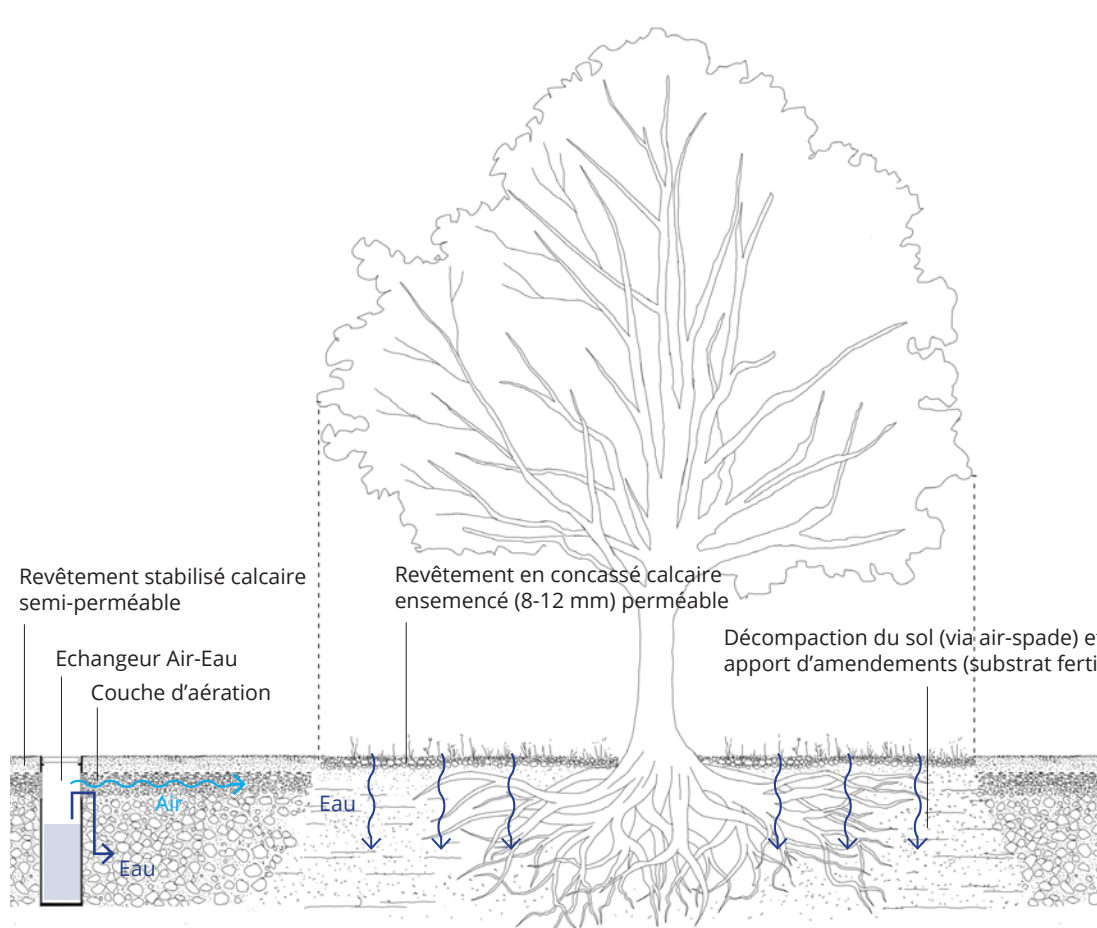 Revêtement stabilisé calcaire
semi-perméable
Echangeur Air-Eau
Couche d'aération
Revêtement en concassé calcaire
ensemencé (8-12 mm) perméable
Décompaction du sol (via air-spade) et
apport d'amendements (substrat ferti
Air
Eau
Eau